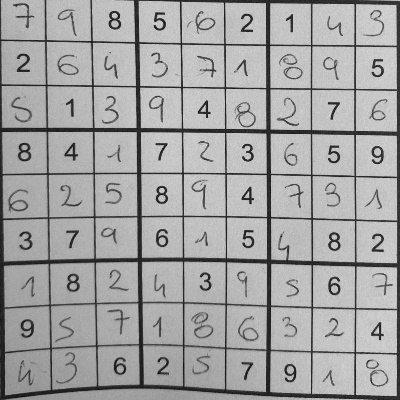 7 9 8 5 6 2 1 4 3
2 6 4 3 7 1 8 9 5
5 1 3 9 4 8 2 7 6
8 4 1 7 2 3 6 5 9
6 2 5 8 9 4 7 3 1
3 7 9 6 1 5 4 8 2
1 8 2 4 3 9 5 6 7
9 5 7 1 8 6 3 2 4
4 3 6 2 5 7 9 1 8